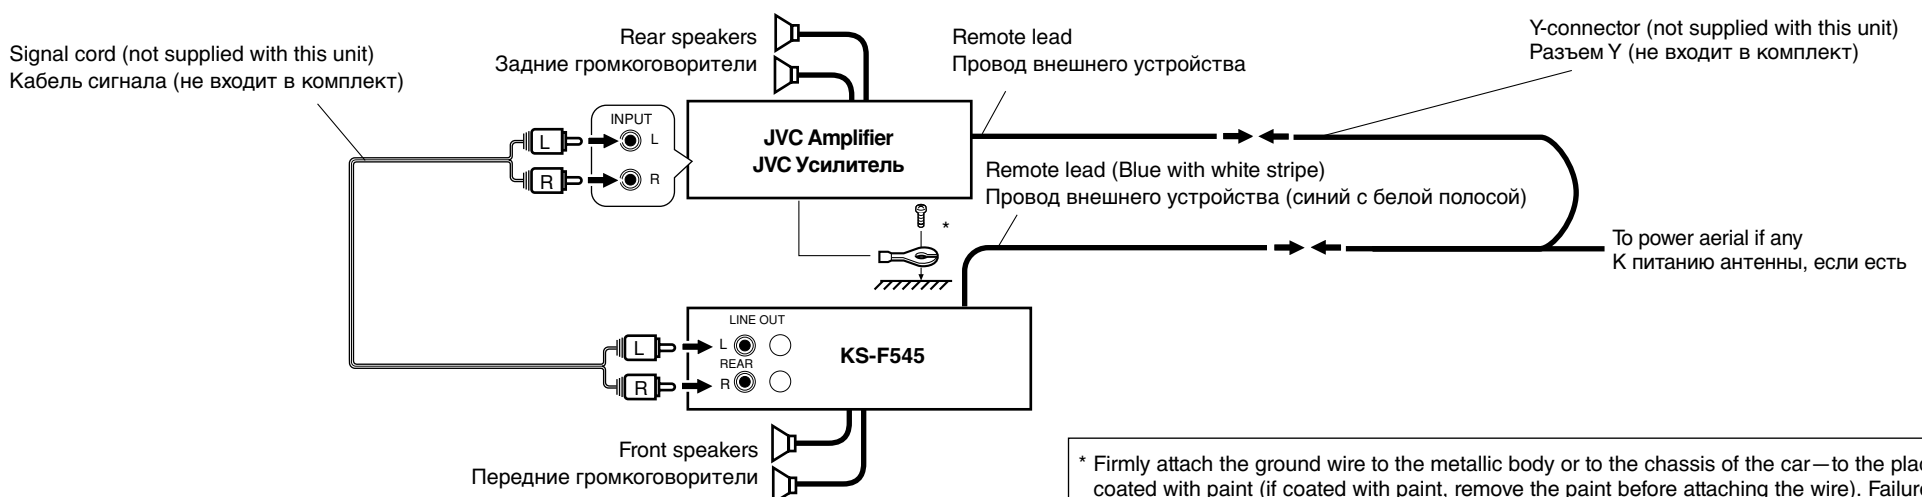 Signal cord (not supplied with this unit)
Кабель сигнала (не входит в комплект)
Rear speakers
Задние громкоговорители
Remote lead
Провод внешнего устройства
Y-connector (not supplied with this unit)
Разъем Y (не входит в комплект)
INPUT
L
L
R
R
JVC Amplifier
JVC Усилитель
Remote lead (Blue with white stripe)
Провод внешнего устройства (синий с белой полосой)
*
To power aerial if any
К питанию антенны, если есть
LINE OUT
L
L
REAR
R
R
KS-F545
Front speakers
Передние громкоговорители
* Firmly attach the ground wire to the metallic body or to the chassis of the car—to the plac
coated with paint (if coated with paint, remove the paint before attaching the wire). Failure